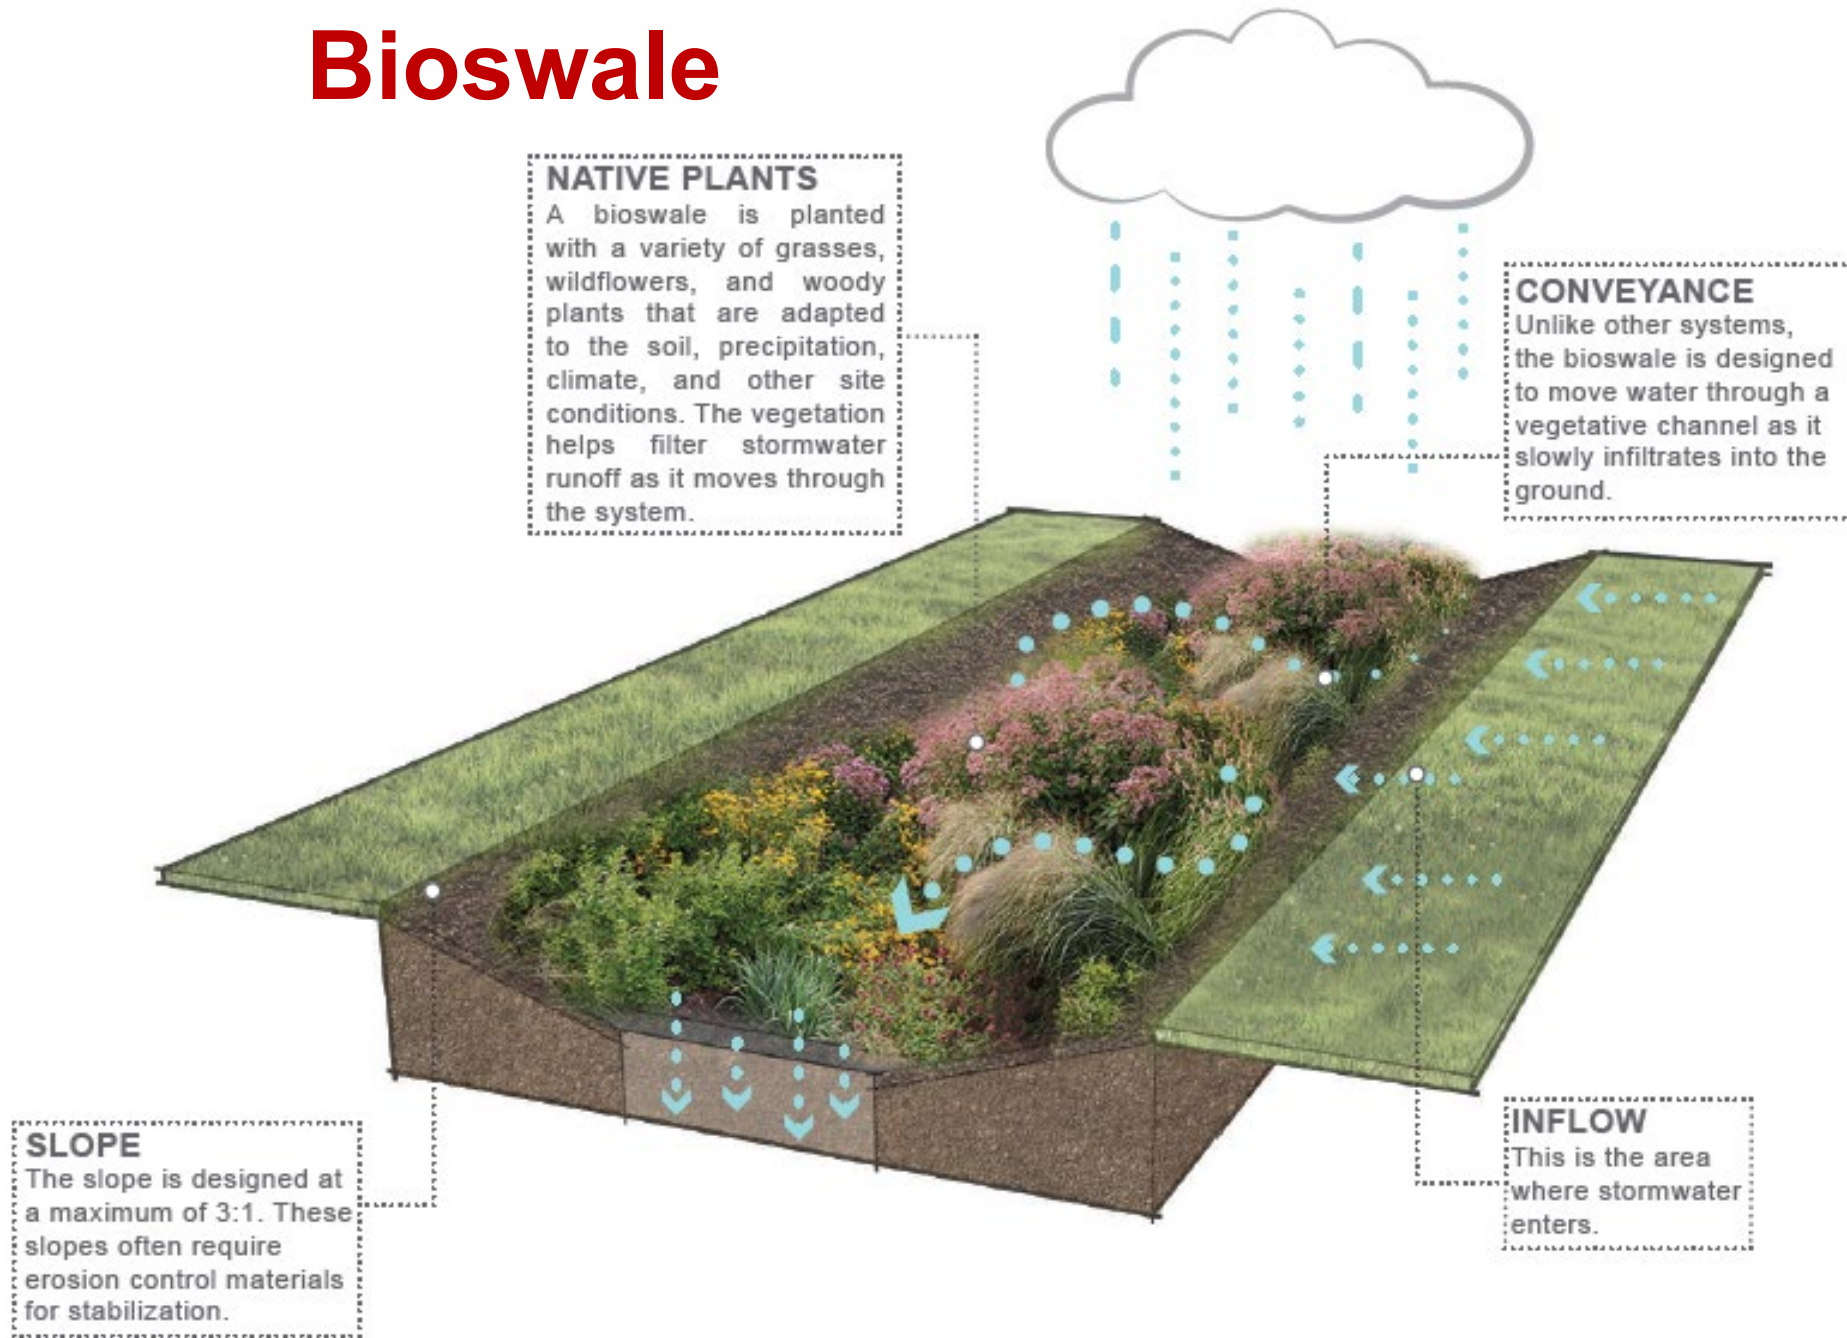 Bioswale
NATIVE PLANTS
A bioswale is planted
with a variety of grasses,
wildflowers, and woody
plants that are adapted
to the soil, precipitation,
climate, and other site
conditions. The vegetation
helps filter stormwater
runoff as it moves through
the system.
CONVEYANCE
Unlike other systems,
the bioswale is designed
to move water through a
vegetative channel as it
slowly infiltrates into the
ground.
SLOPE
The slope is designed at
a maximum of 3:1. These
slopes often require
erosion control materials
for stabilization.
INFLOW
This is the area
where stormwater
enters.